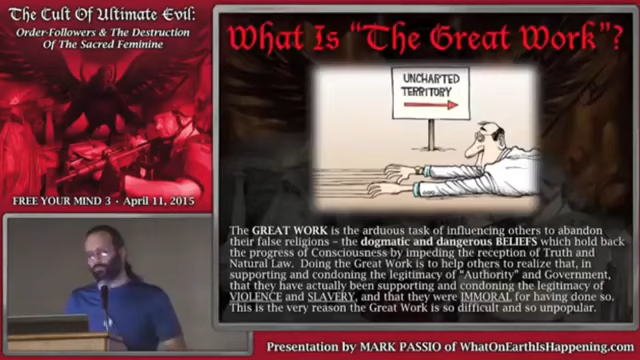 The Cult Of Ultimate Evil:
Order-Followers & The Destruction
Of The Sacred Feminine
FREE YOUR MIND 3 • April 11, 2015
What Is "The Great Work"?
UNCHARTED
TERRITORY
The GREAT WORK is the arduous task of influencing others to abandon
their false religions – the dogmatic and dangerous BELIEFS which hold back
the progress of Consciousness by impeding the reception of Truth and
Natural Law. Doing the Great Work is to help others to realize that, in
supporting and condoning the legitimacy of "Authority" and Government,
that they have actually been supporting and condoning the legitimacy of
VIOLENCE and SLAVERY, and that they were IMMORAL for having done so.
This is the very reason the Great Work is so difficult and so unpopular.
Presentation by MARK PASSIO of WhatOnEarthIsHappening.com